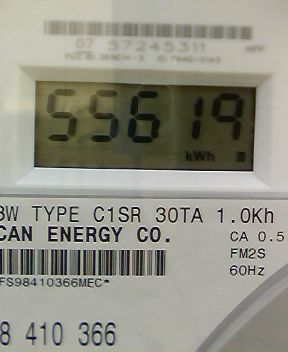 07 57245311
55619
kWh
3W TYPE C1SR 30TA 1.0Kh
CAN ENERGY CO.
CA 0.5
FM2S
60Hz
FS98410366MEC*
8 410 366